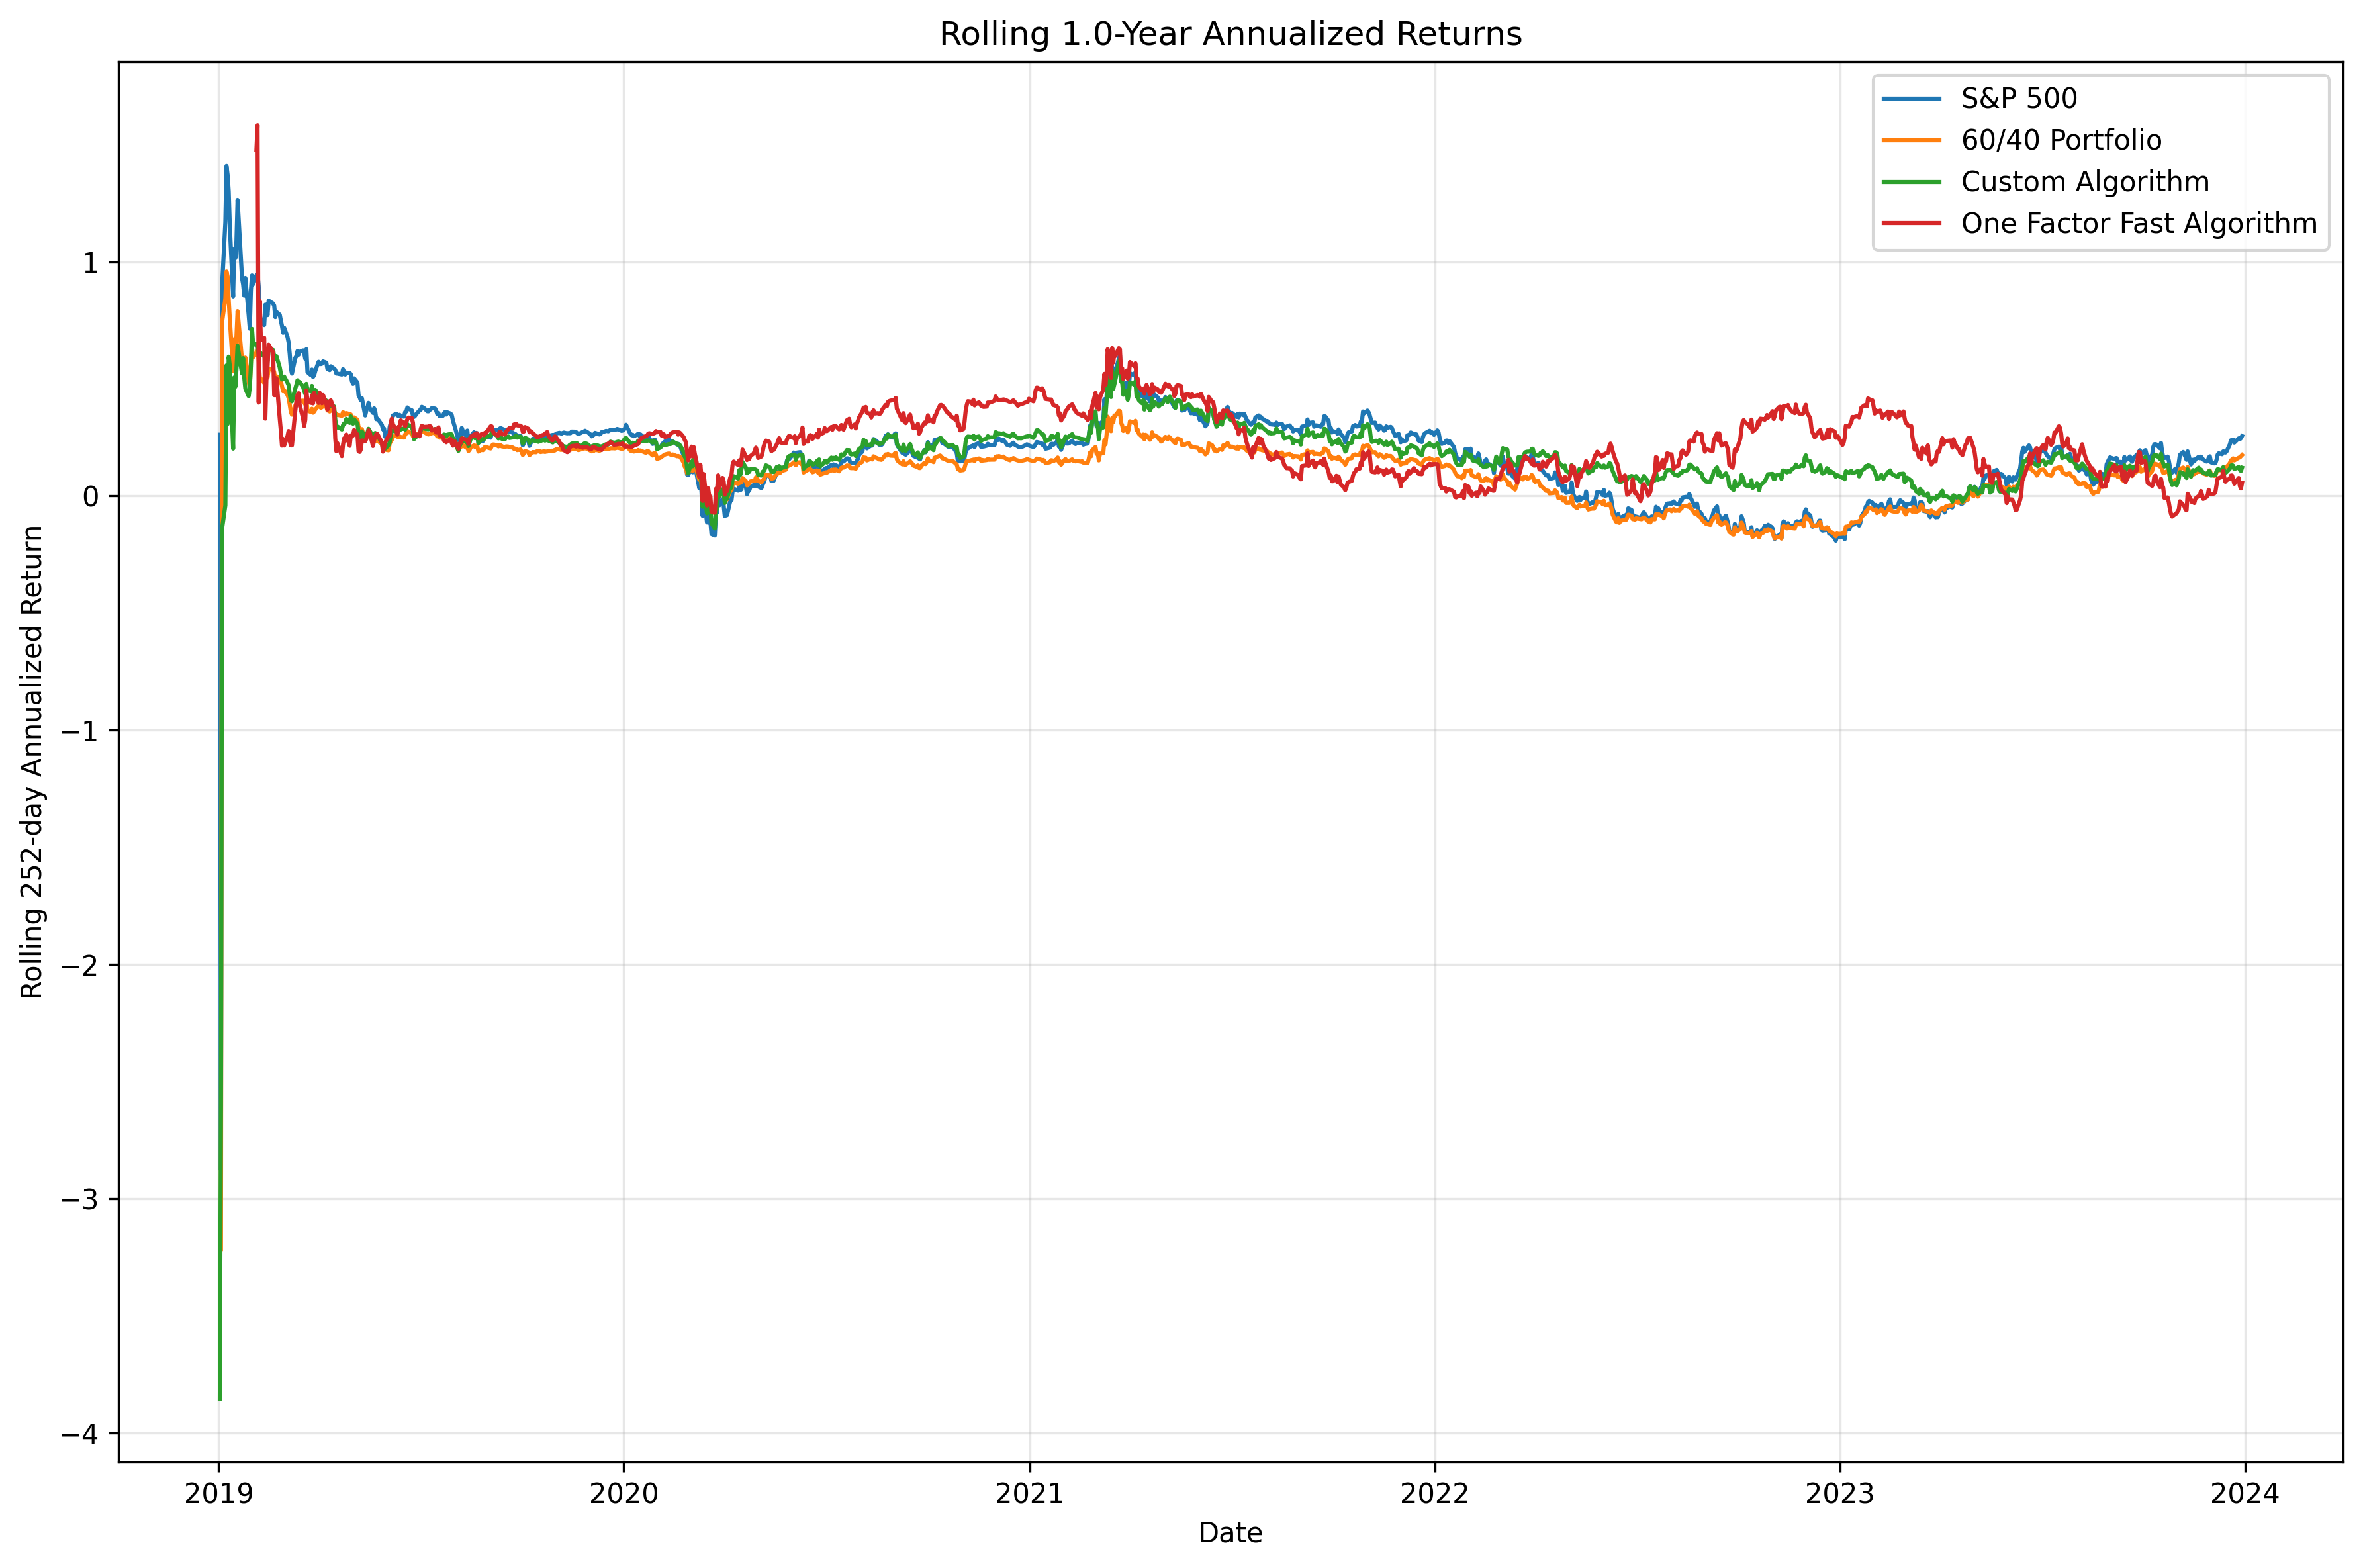 Rolling 1.0-Year Annualized Returns
S&P 500
60/40 Portfolio
Custom Algorithm
One Factor Fast Algorithm
Rolling 252-day Annualized Return
1
0
−1
−2
−3
−4
2019
2020
2021
2022
2023
2024
Date